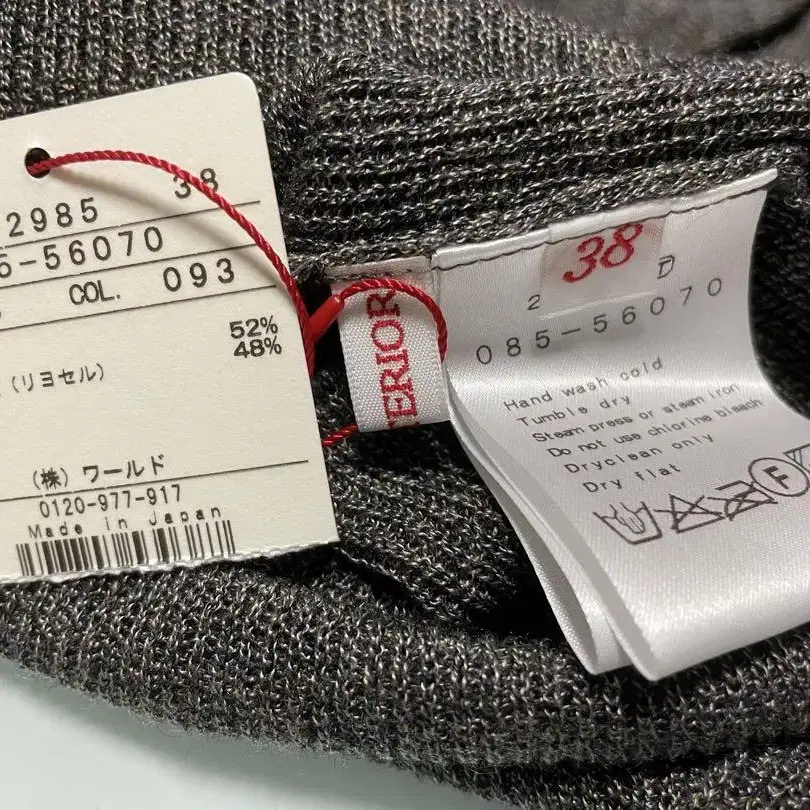 2985 38
5-56070
COL. 093
52%
48%
(リヨセル)
(株) ワールド
0120-977-917
Made in Japan
TERIOR
38
2 D
085-56070
Hand wash cold
Tumble dry
Steam press or steam iron
Do not use chlorine bleach
Dryclean only
Dry flat
F